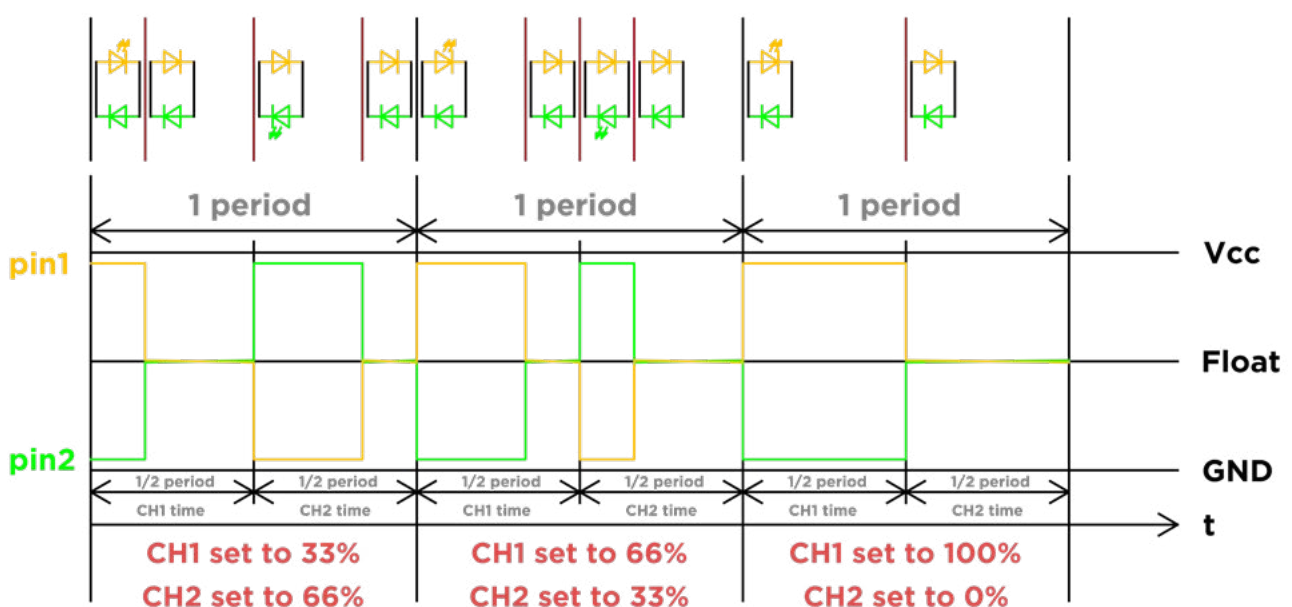 1 period 1 period 1 period
pin1 Vcc
Float
pin2 GND
1/2 period 1/2 period 1/2 period 1/2 period 1/2 period 1/2 period
CH1 time CH2 time CH1 time CH2 time CH1 time CH2 time
t
CH1 set to 33% CH1 set to 66% CH1 set to 100%
CH2 set to 66% CH2 set to 33% CH2 set to 0%